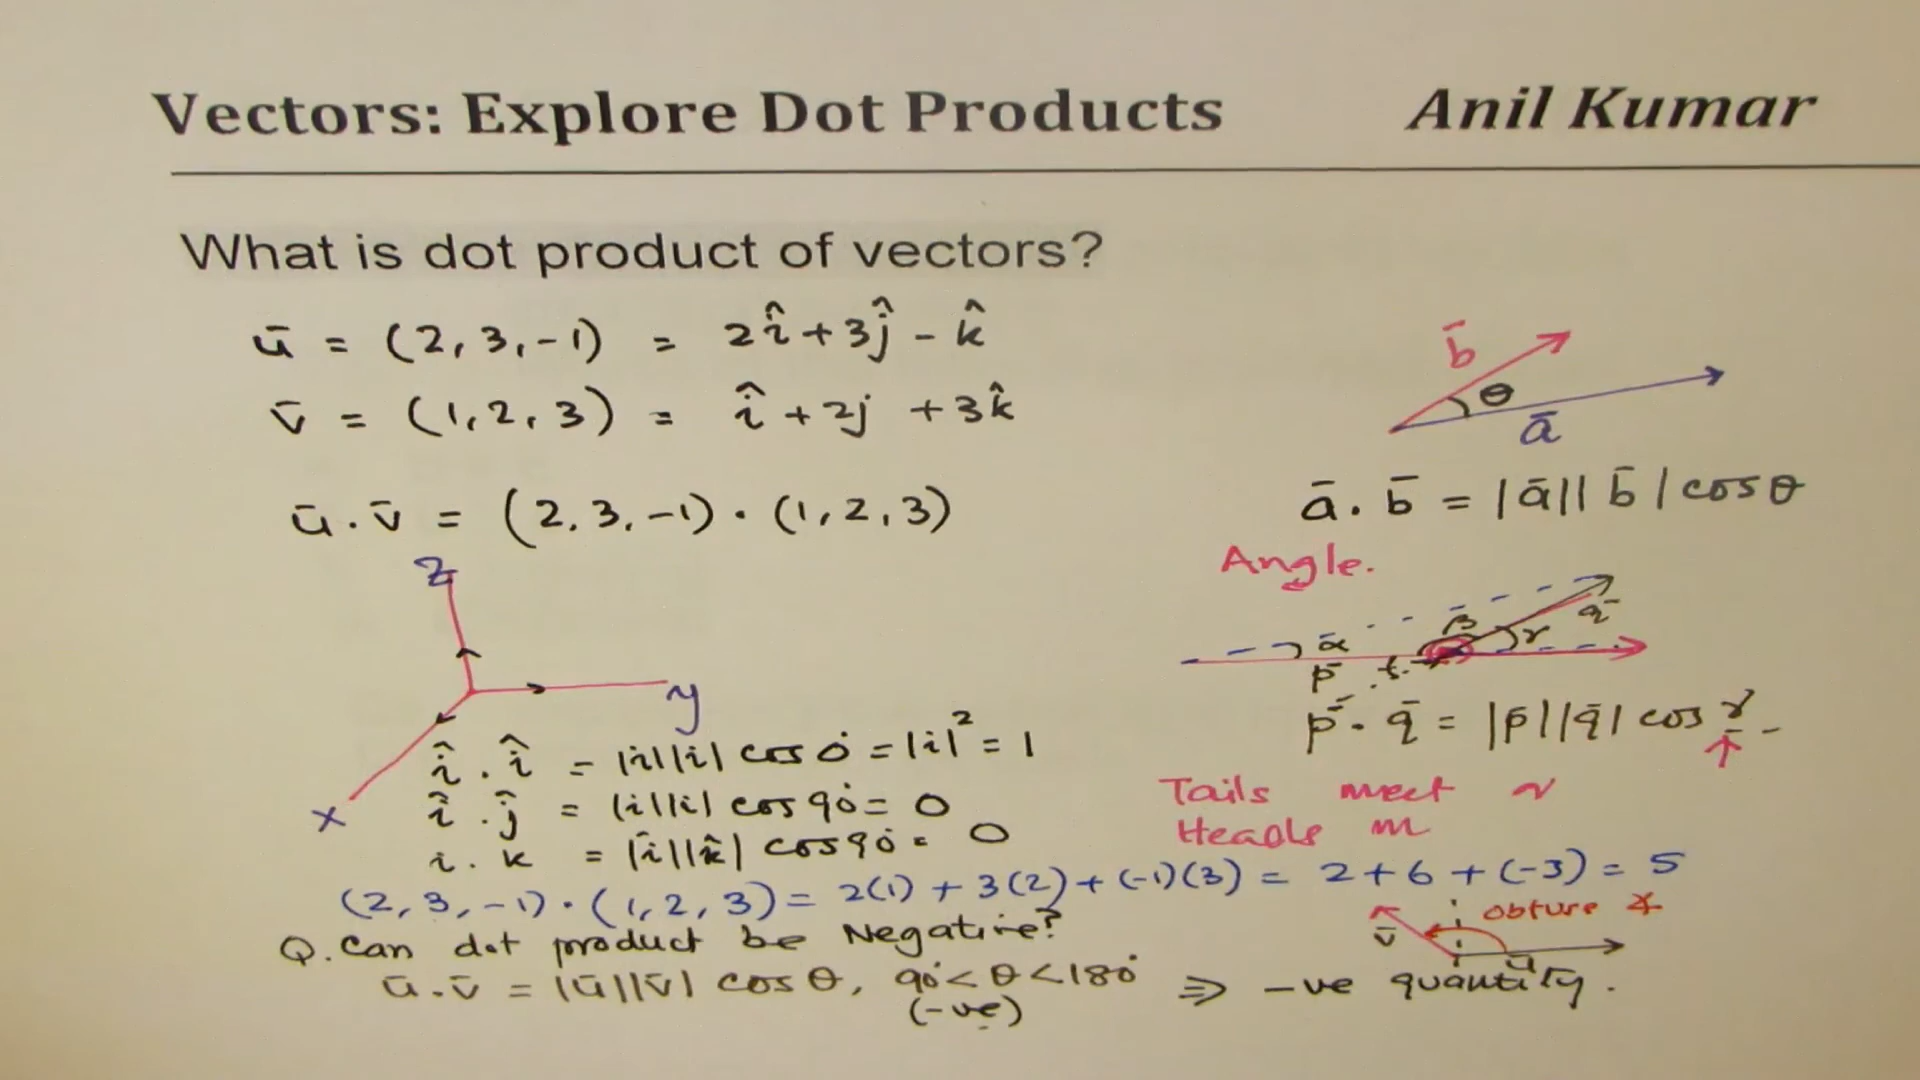 Vectors: Explore Dot Products Anil Kumar
What is dot product of vectors?
ū = (2, 3, -1) = 2î + 3ĵ - k̂
v̄ = (1, 2, 3) = î + 2j + 3k̂
ū . v̄ = (2, 3, -1) · (1, 2, 3)
b̄
θ
ā
ā . b̄ = |ā||b̄| cos θ
Angle.
z
y
x
ᾱ
β
γ
q̄
p̄
p̄ . q̄ = |p̄||q̄| cos γ
Tails meet ~
Heads m
î . î = |i||i| cos 0° = |i|² = 1
î . ĵ = |i||i| cos 90° = 0
i . k = |î||k̂| cos 90° = 0
(2, 3, -1) · (1, 2, 3) = 2(1) + 3(2) + (-1)(3) = 2 + 6 + (-3) = 5
Q. Can dot product be Negative?
v̄ ū obtuse ∡
ū . v̄ = |ū||v̄| cos θ, 90° < θ < 180° ⇒ -ve quantity.
(-ve)